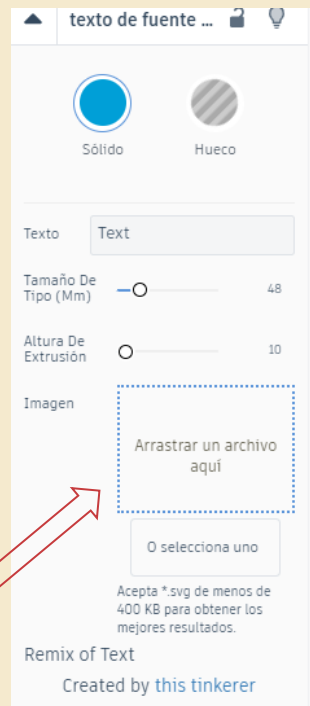 texto de fuente ...
Sólido
Hueco
Texto
Text
Tamaño De
Tipo (Mm)
48
Altura De
Extrusión
10
Imagen
Arrastrar un archivo
aquí
O selecciona uno
Acepta *.svg de menos de
400 KB para obtener los
mejores resultados.
Remix of Text
Created by this tinkerer